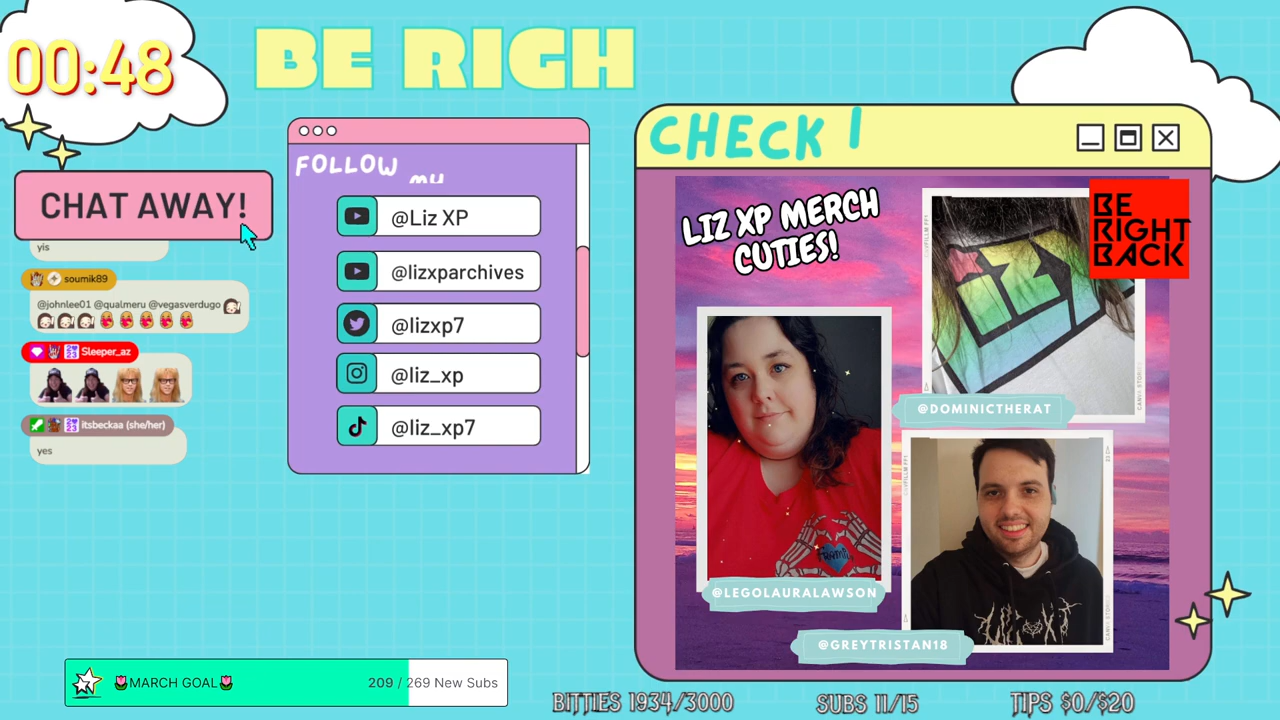 00:48
BE RIGH
CHAT AWAY!
yis
soumik89
@johnlee01 @qualmeru @vegasverdugo
Sleeper_az
itsbeckaa (she/her)
yes
FOLLOW
my
@Liz XP
@lizxparchives
@lizxp7
@liz_xp
@liz_xp7
CHECK I
LIZ XP MERCH
CUTIES!
BE
RIGHT
BACK
@DOMINICTHERAT
@LEGOLAURALAWSON
@GREYTRISTAN18
MARCH GOAL
209 / 269 New Subs
BITTIES 1934/3000
SUBS 11/15
TIPS $0/$20